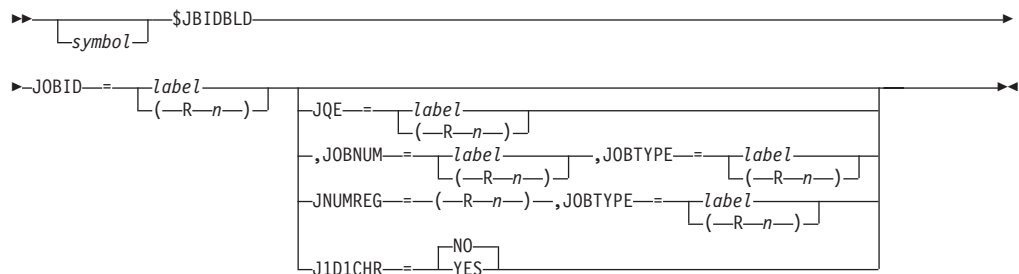 $JBIDBLD
symbol
JOBID = label
( R n )
JQE = label
( R n )
,JOBNUM = label ,JOBTYPE = label
( R n ) ( R n )
JNUMREG = ( R n ) ,JOBTYPE = label
( R n )
NO
J1D1CHR = YES